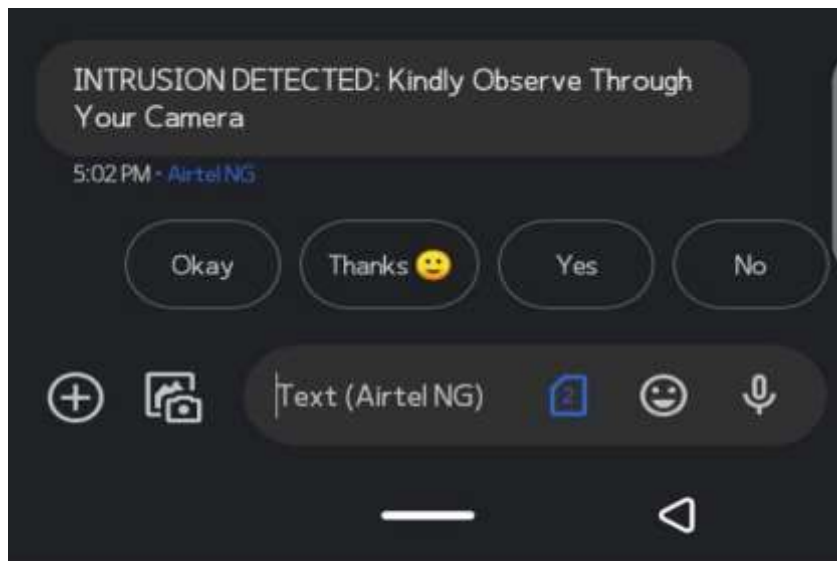 INTRUSION DETECTED: Kindly Observe Through
Your Camera
5:02 PM • Airtel NG
Okay
Thanks 🙂
Yes
No
Text (Airtel NG)
2